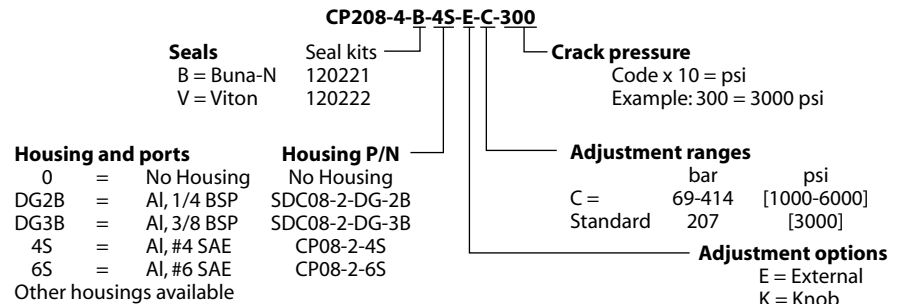 CP208-4-B-4S-E-C-300
Seals Seal kits
B = Buna-N 120221
V = Viton 120222
Crack pressure
Code x 10 = psi
Example: 300 = 3000 psi
Housing and ports Housing P/N
0 = No Housing No Housing
DG2B = Al, 1/4 BSP SDC08-2-DG-2B
DG3B = Al, 3/8 BSP SDC08-2-DG-3B
4S = Al, #4 SAE CP08-2-4S
6S = Al, #6 SAE CP08-2-6S
Other housings available
Adjustment ranges
bar psi
C = 69-414 [1000-6000]
Standard 207 [3000]
Adjustment options
E = External
K = Knob